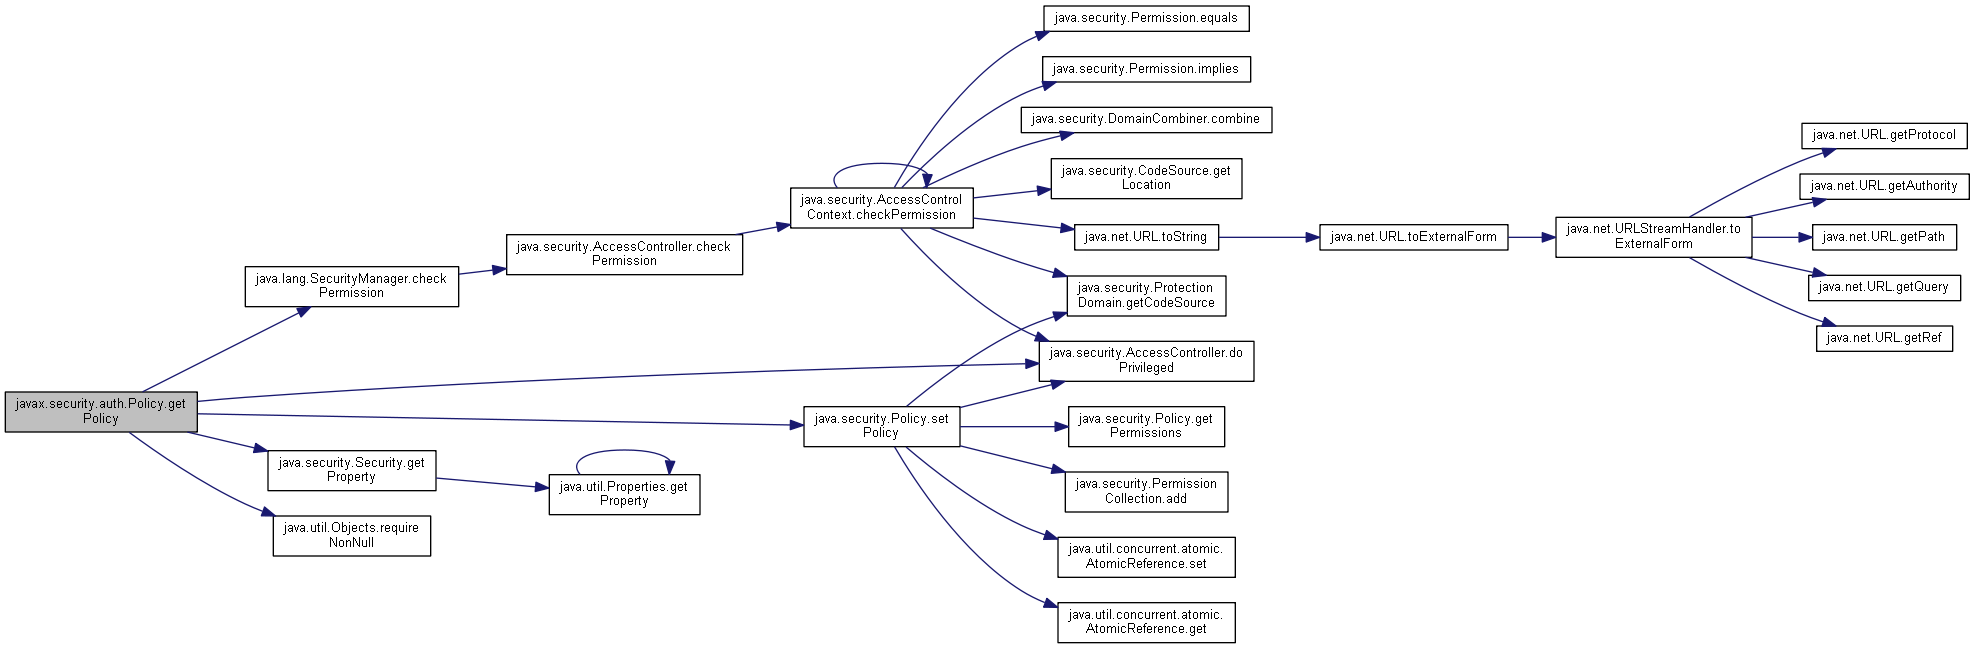 javax.security.auth.Policy.get
Policy
java.lang.SecurityManager.check
Permission
java.security.Security.get
Property
java.util.Objects.require
NonNull
java.security.AccessController.check
Permission
java.util.Properties.get
Property
java.security.AccessControl
Context.checkPermission
java.security.Policy.set
Policy
java.security.Permission.equals
java.security.Permission.implies
java.security.DomainCombiner.combine
java.security.CodeSource.get
Location
java.net.URL.toString
java.security.Protection
Domain.getCodeSource
java.security.AccessController.do
Privileged
java.security.Policy.get
Permissions
java.security.Permission
Collection.add
java.util.concurrent.atomic.
AtomicReference.set
java.util.concurrent.atomic.
AtomicReference.get
java.net.URL.toExternalForm
java.net.URLStreamHandler.to
ExternalForm
java.net.URL.getProtocol
java.net.URL.getAuthority
java.net.URL.getPath
java.net.URL.getQuery
java.net.URL.getRef